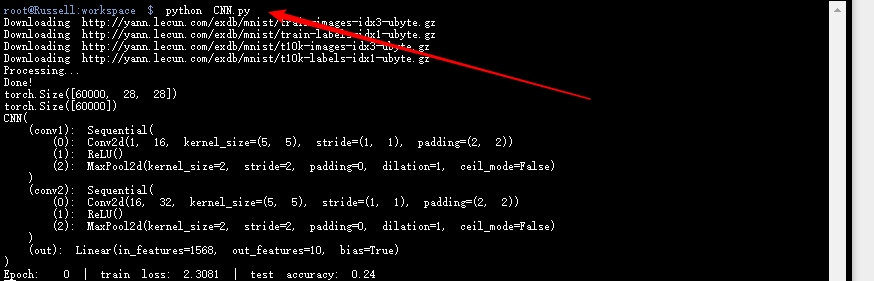 root@Russell:workspace $ python CNN.py
Downloading http://yann.lecun.com/exdb/mnist/train-images-idx3-ubyte.gz
Downloading http://yann.lecun.com/exdb/mnist/train-labels-idx1-ubyte.gz
Downloading http://yann.lecun.com/exdb/mnist/t10k-images-idx3-ubyte.gz
Downloading http://yann.lecun.com/exdb/mnist/t10k-labels-idx1-ubyte.gz
Processing...
Done!
torch.Size([60000, 28, 28])
torch.Size([60000])
CNN(
(conv1): Sequential(
(0): Conv2d(1, 16, kernel_size=(5, 5), stride=(1, 1), padding=(2, 2))
(1): ReLU()
(2): MaxPool2d(kernel_size=2, stride=2, padding=0, dilation=1, ceil_mode=False)
)
(conv2): Sequential(
(0): Conv2d(16, 32, kernel_size=(5, 5), stride=(1, 1), padding=(2, 2))
(1): ReLU()
(2): MaxPool2d(kernel_size=2, stride=2, padding=0, dilation=1, ceil_mode=False)
)
(out): Linear(in_features=1568, out_features=10, bias=True)
)
Epoch: 0 | train loss: 2.3081 | test accuracy: 0.24